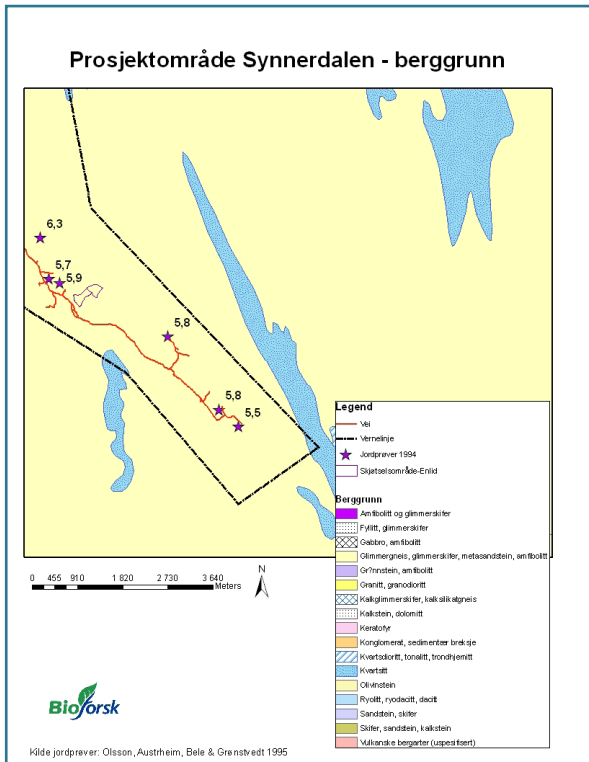 Prosjektområde Synnerdalen - berggrunn
6,3
5,7
5,9
5,8
5,8
5,5
Legend
Vei
Vernelinje
Jordprøver 1994
Skjøtselsområde-Enlid
Berggrunn
Amfibolitt og glimmerskifer
Fyllitt, glimmerskifer
Gabbro, amfibolitt
Glimmergneis, glimmerskifer, metasandstein, amfibolitt
Gr?nnstein, amfibolitt
Granitt, granodioritt
Kalkglimmerskifer, kalksilikatgneis
Kalkstein, dolomitt
Keratofyr
Konglomerat, sedimentær breksje
Kvartsdioritt, tonalitt, trondhjemitt
Kvartsitt
Olivinstein
Ryolitt, ryodacitt, dacitt
Sandstein, skifer
Skifer, sandstein, kalkstein
Vulkanske bergarter (uspesifisert)
0 455 910 1 820 2 730 3 640
Meters
N
Bioforsk
Kilde jordprøver: Olsson, Austrheim, Bele & Grønstvedt 1995